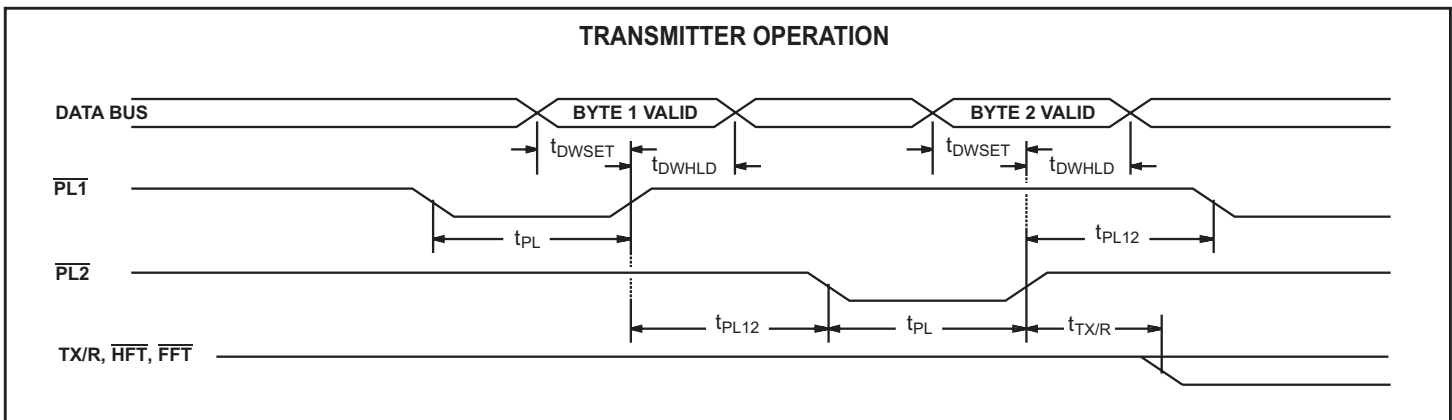 TRANSMITTER OPERATION
DATA BUS
BYTE 1 VALID
BYTE 2 VALID
tDWSET
tDWHLD
tDWSET
tDWHLD
PL1
tPL
tPL12
PL2
tPL12
tPL
tTX/R
TX/R, HFT, FFT